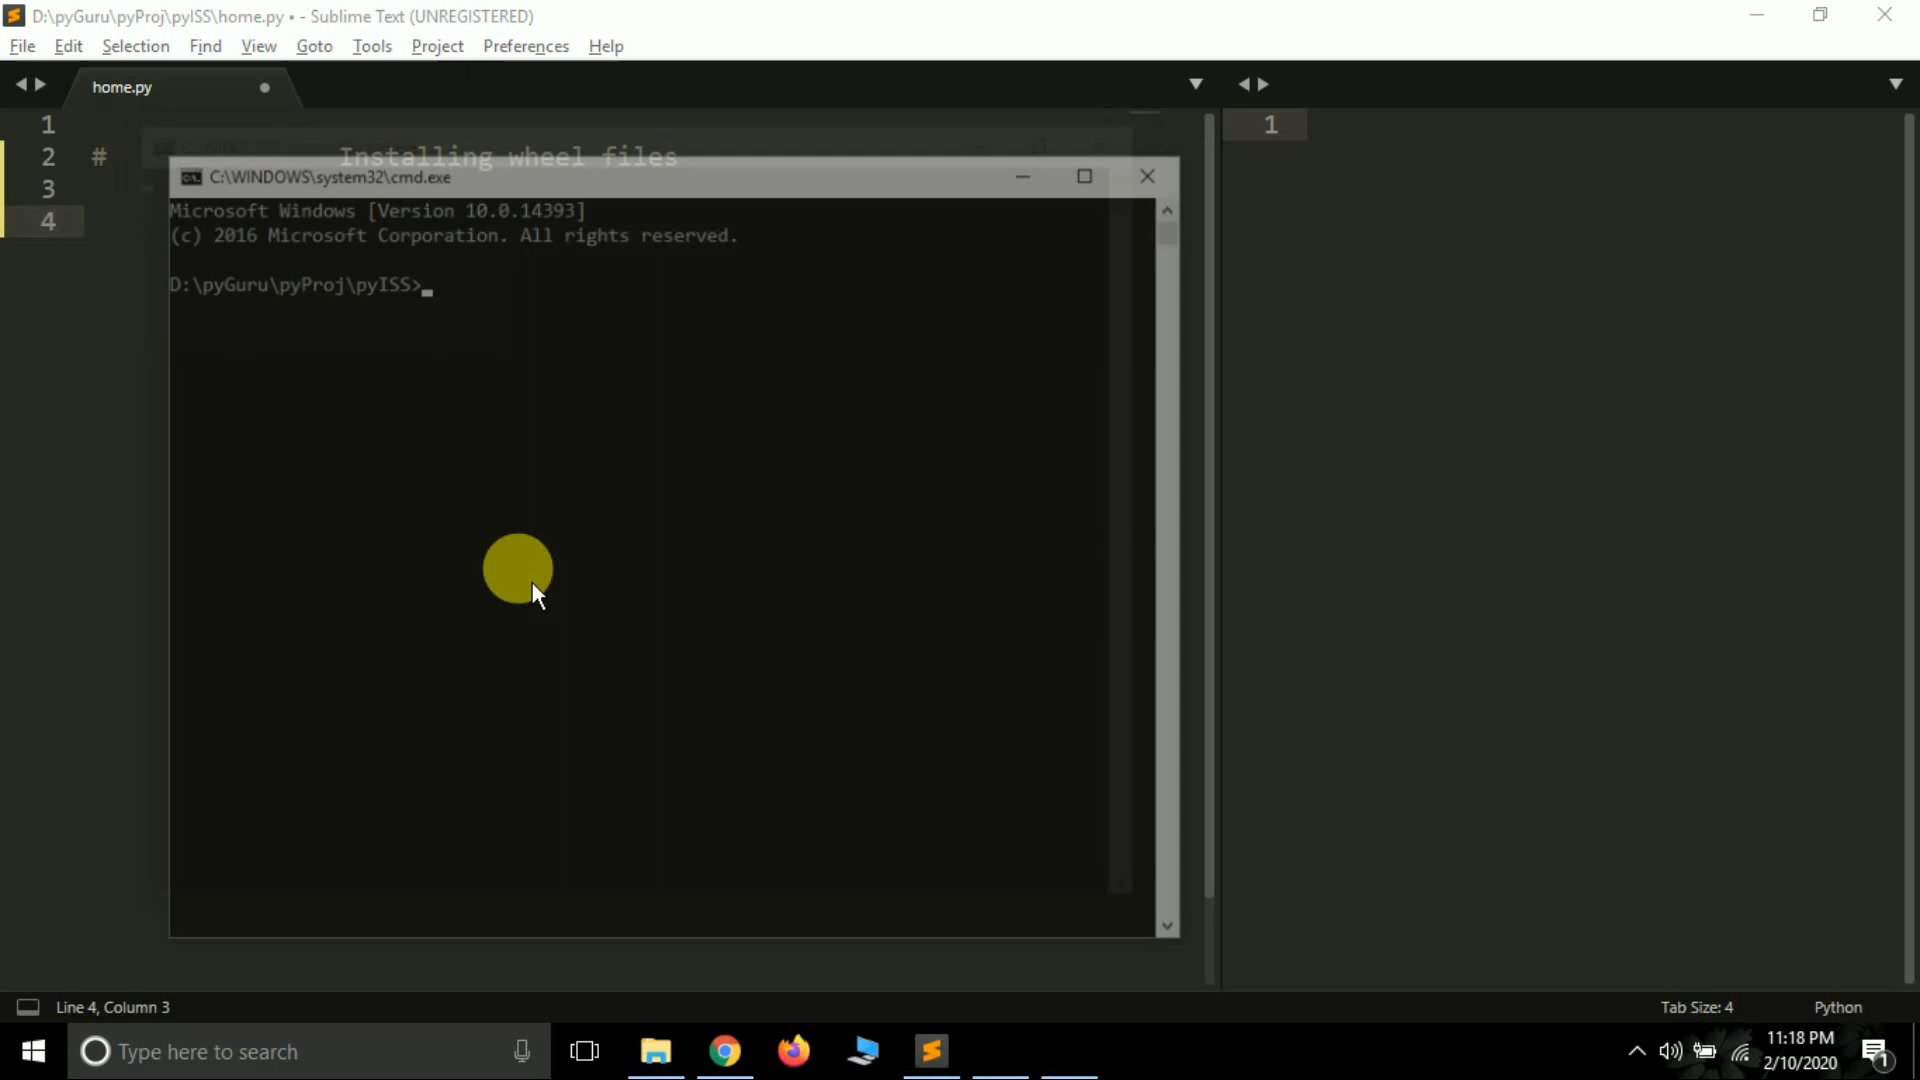 D:\pyGuru\pyProj\pyISS\home.py • - Sublime Text (UNREGISTERED)
File Edit Selection Find View Goto Tools Project Preferences Help
home.py
1
1
2 # Installing wheel files
3
4
C:\WINDOWS\system32\cmd.exe
Microsoft Windows [Version 10.0.14393]
(c) 2016 Microsoft Corporation. All rights reserved.
D:\pyGuru\pyProj\pyISS>_
Line 4, Column 3
Tab Size: 4
Python
Type here to search
11:18 PM
2/10/2020
1